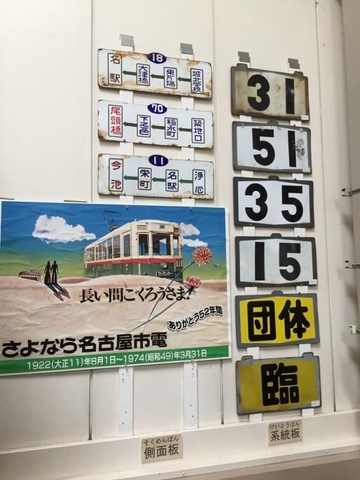 18
名駅
大津橋
東片端
70
尾頭橋
下之一色
稲永町
築地口
11
今池
栄町
名駅
浄心
31
51
35
15
団体
臨
長い間ごくろうさま。
ありがとう52年間
さよなら名古屋市電
1922(大正11)年8月1日〜1974(昭和49)年3月31日
そくめんばん
側面板
けいとうばん
系統板